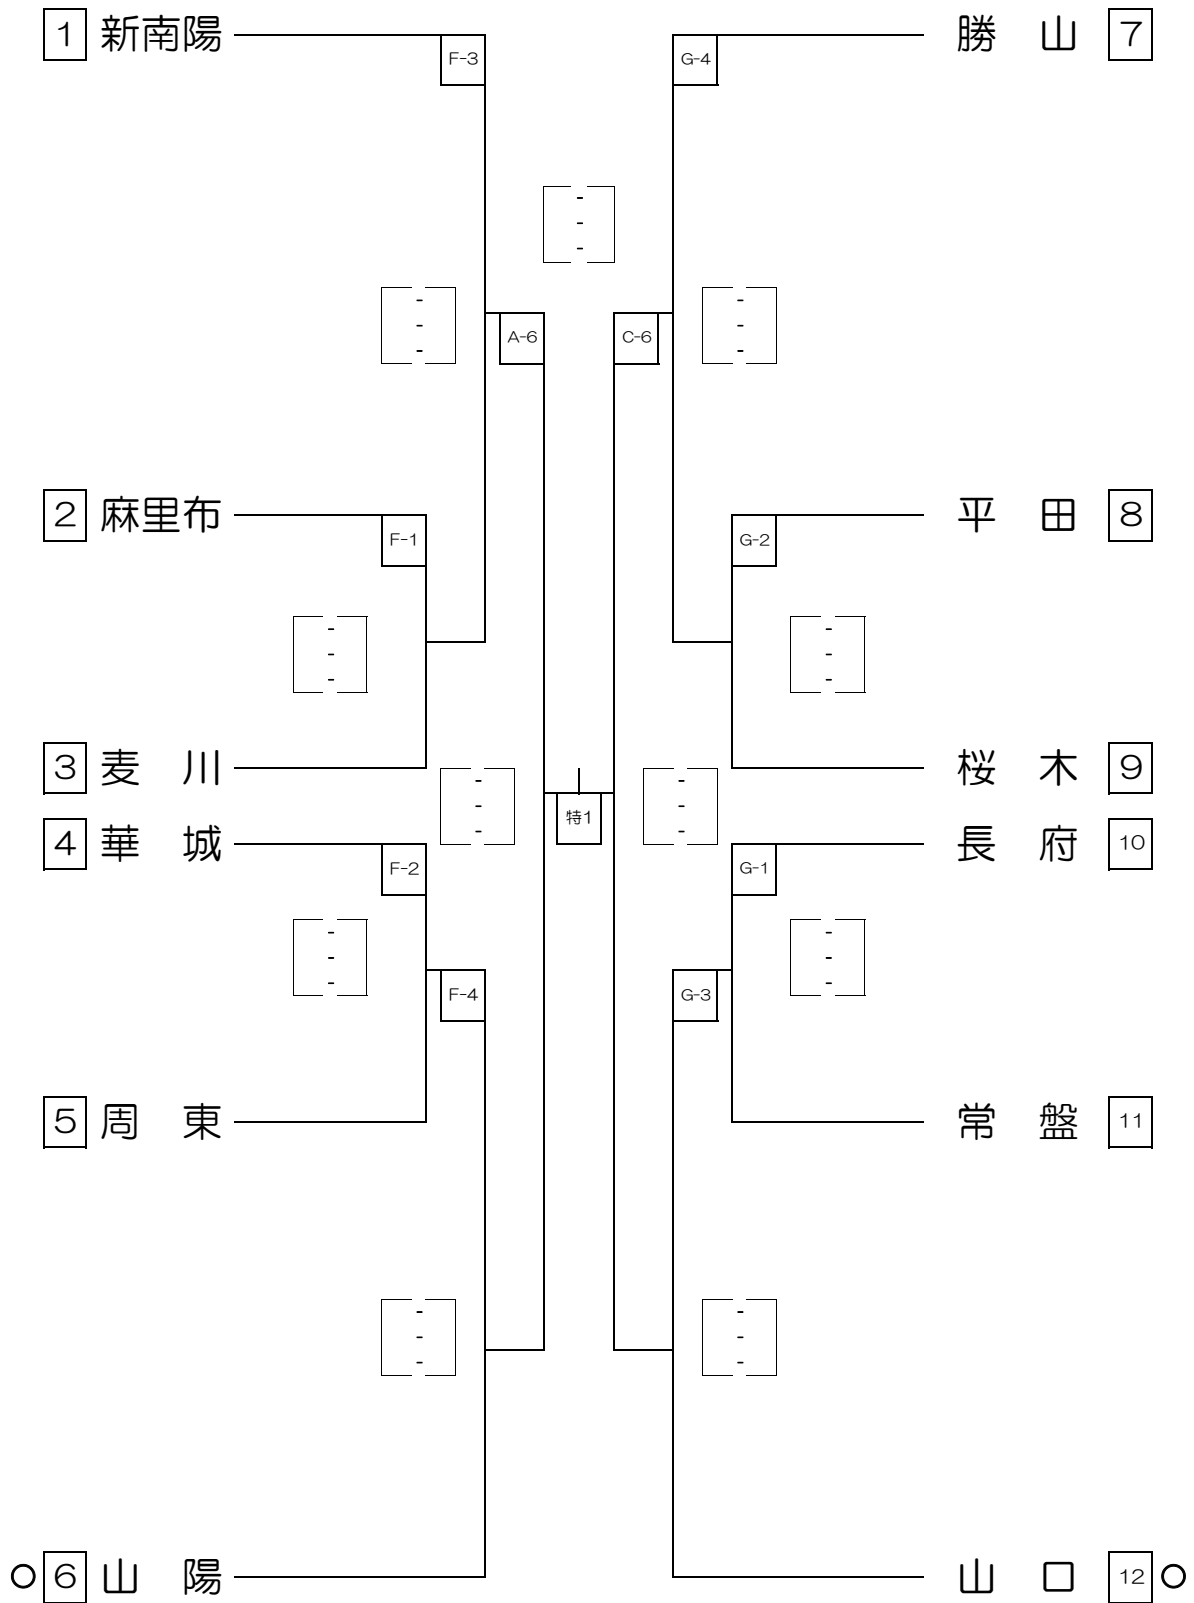 1 新南陽 F-3 G-4 勝 山 7
- -
-
-
- - -
- A-6 C-6 -
- -
2 麻里布 F-1 G-2 平 田 8
- -
- -
- -
3 麦 川 - - 桜 木 9
- 特1 -
- -
4 華 城 F-2 G-1 長 府 10
- -
- -
- F-4 G-3 -
5 周 東 常 盤 11
- -
- -
- -
○ 6 山 陽 山 口 12 ○